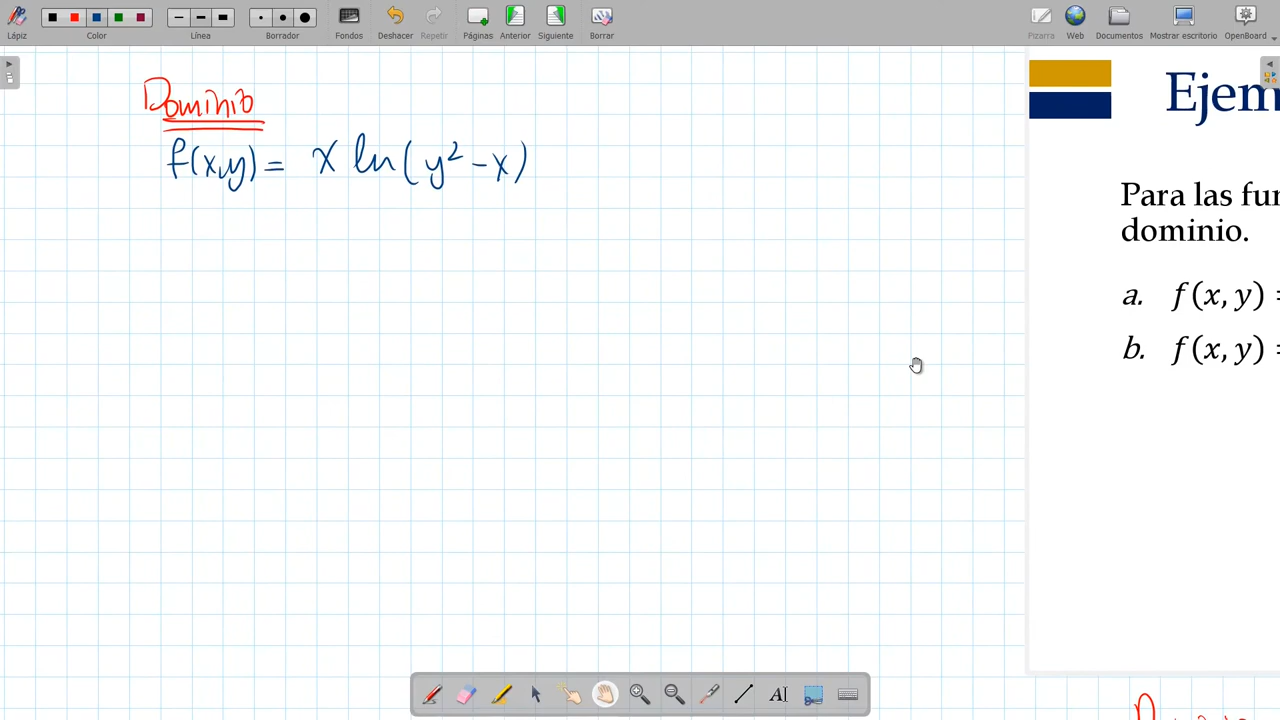 Lápiz Color Línea Borrador Fondos Deshacer Repetir Páginas Anterior Siguiente Borrar Pizarra Web Documentos Mostrar escritorio OpenBoard
Dominio
f(x,y) = x ln(y² - x)
Ejem
Para las fun
dominio.
a. f(x, y) =
b. f(x, y) =